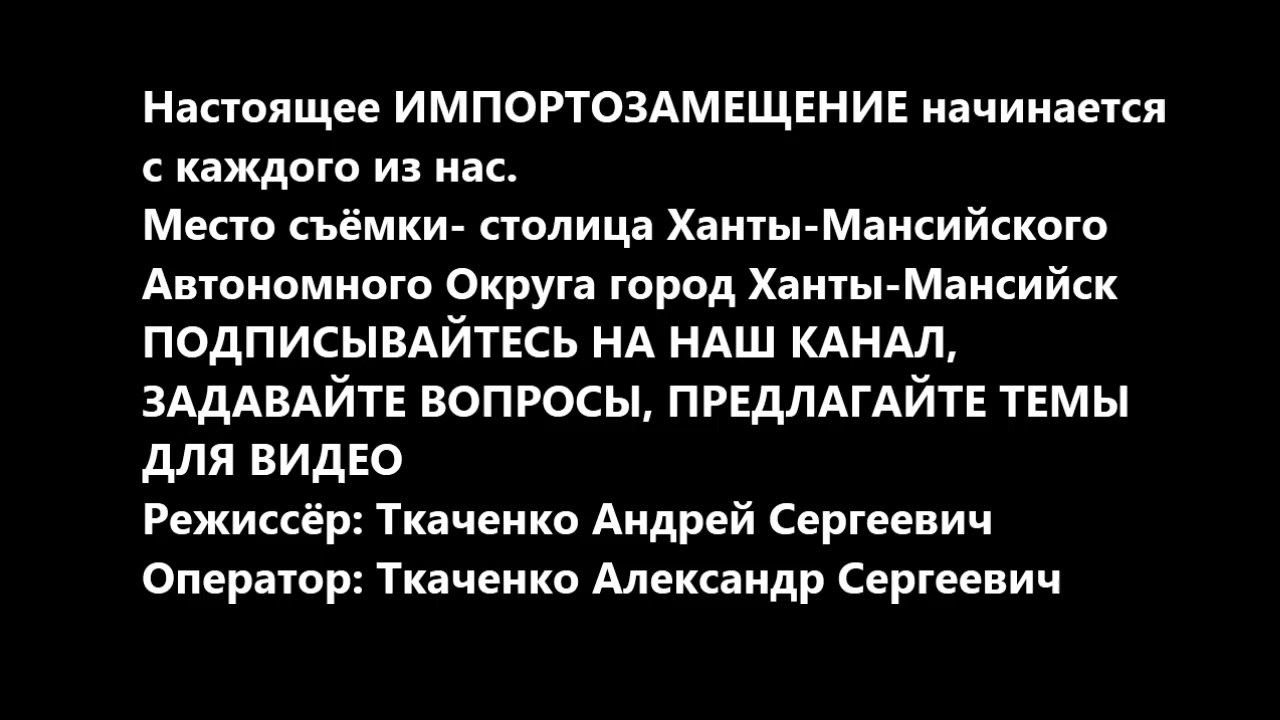 Настоящее ИМПОРТОЗАМЕЩЕНИЕ начинается
с каждого из нас.
Место съёмки- столица Ханты-Мансийского
Автономного Округа город Ханты-Мансийск
ПОДПИСЫВАЙТЕСЬ НА НАШ КАНАЛ,
ЗАДАВАЙТЕ ВОПРОСЫ, ПРЕДЛАГАЙТЕ ТЕМЫ
ДЛЯ ВИДЕО
Режиссёр: Ткаченко Андрей Сергеевич
Оператор: Ткаченко Александр Сергеевич